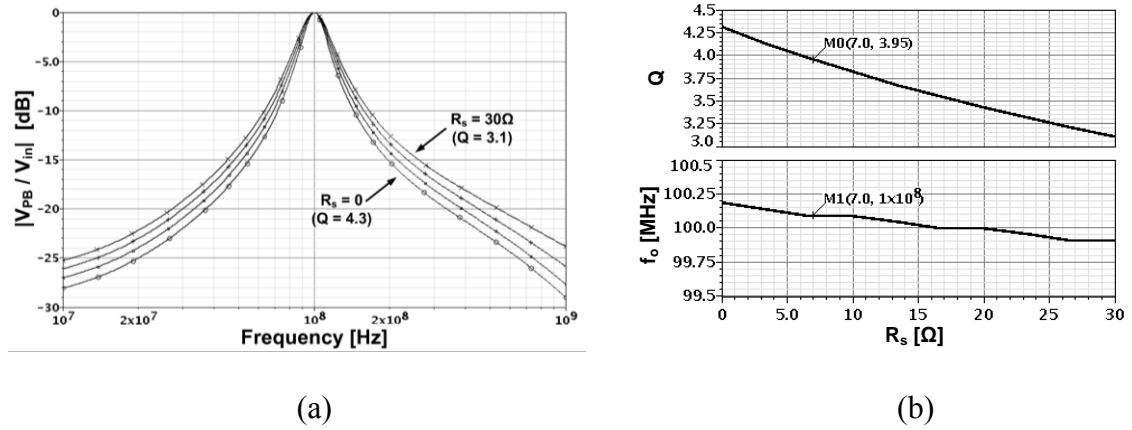 |V_PB / V_in| [dB]
0
-5.0
-10
-15
-20
-25
-30
10^7
2x10^7
10^8
2x10^8
10^9
Frequency [Hz]
R_s = 30Ω
(Q = 3.1)
R_s = 0
(Q = 4.3)
(a)
Q
4.5
4.25
4.0
3.75
3.5
3.25
3.0
M0(7.0, 3.95)
f_o [MHz]
100.5
100.25
100.0
99.75
99.5
M1(7.0, 1x10^8)
0
5.0
10
15
20
25
30
R_s [Ω]
(b)